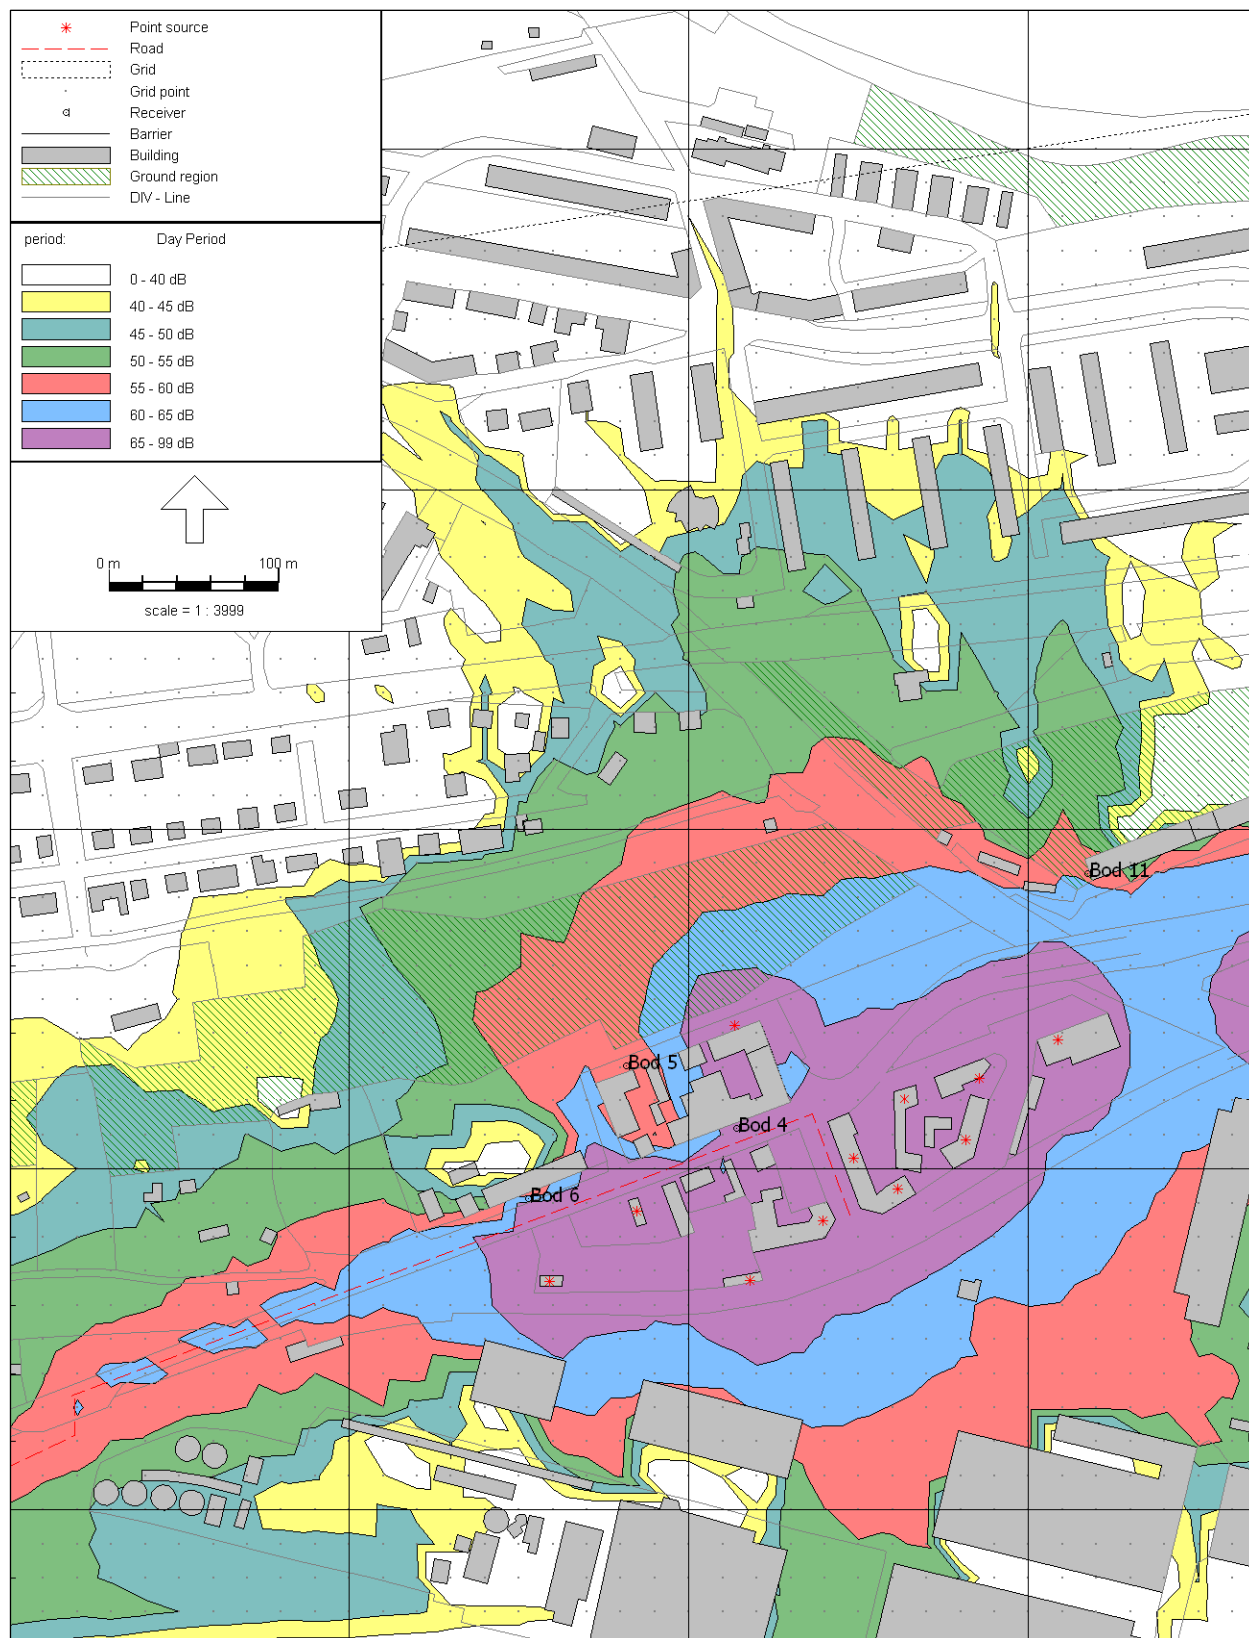 Point source
Road
Grid
Grid point
Receiver
Barrier
Building
Ground region
DIV - Line
period: Day Period
0 - 40 dB
40 - 45 dB
45 - 50 dB
50 - 55 dB
55 - 60 dB
60 - 65 dB
65 - 99 dB
0 m 100 m
scale = 1 : 3999
Bod 11
Bod 5
Bod 4
Bod 6